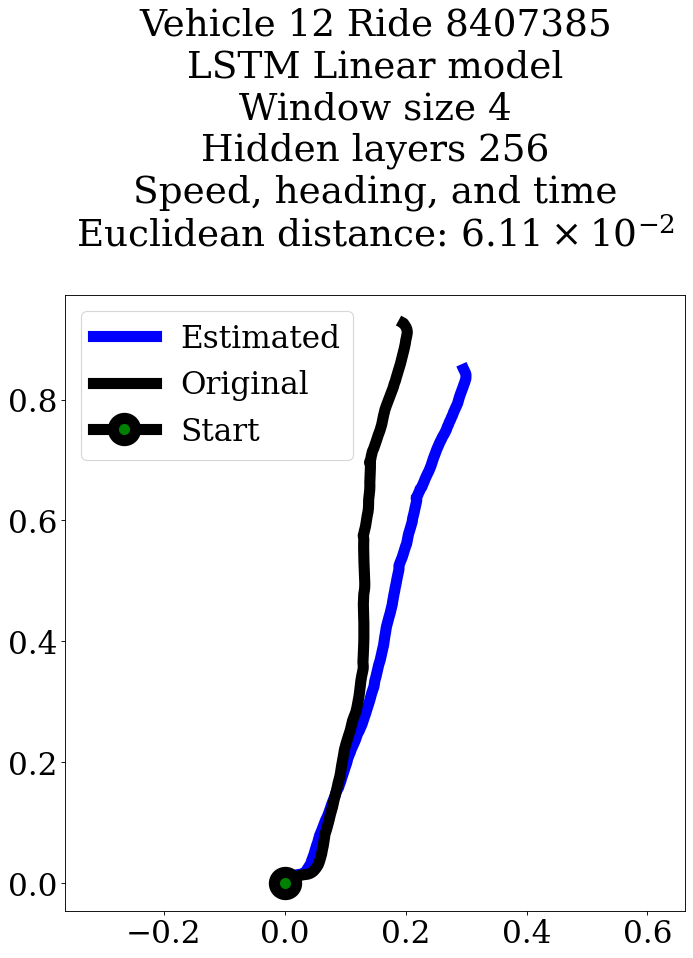 Vehicle 12 Ride 8407385
LSTM Linear model
Window size 4
Hidden layers 256
Speed, heading, and time
Euclidean distance: 6.11 × 10⁻²
Estimated
Original
Start
0.8
0.6
0.4
0.2
0.0
−0.2 0.0 0.2 0.4 0.6